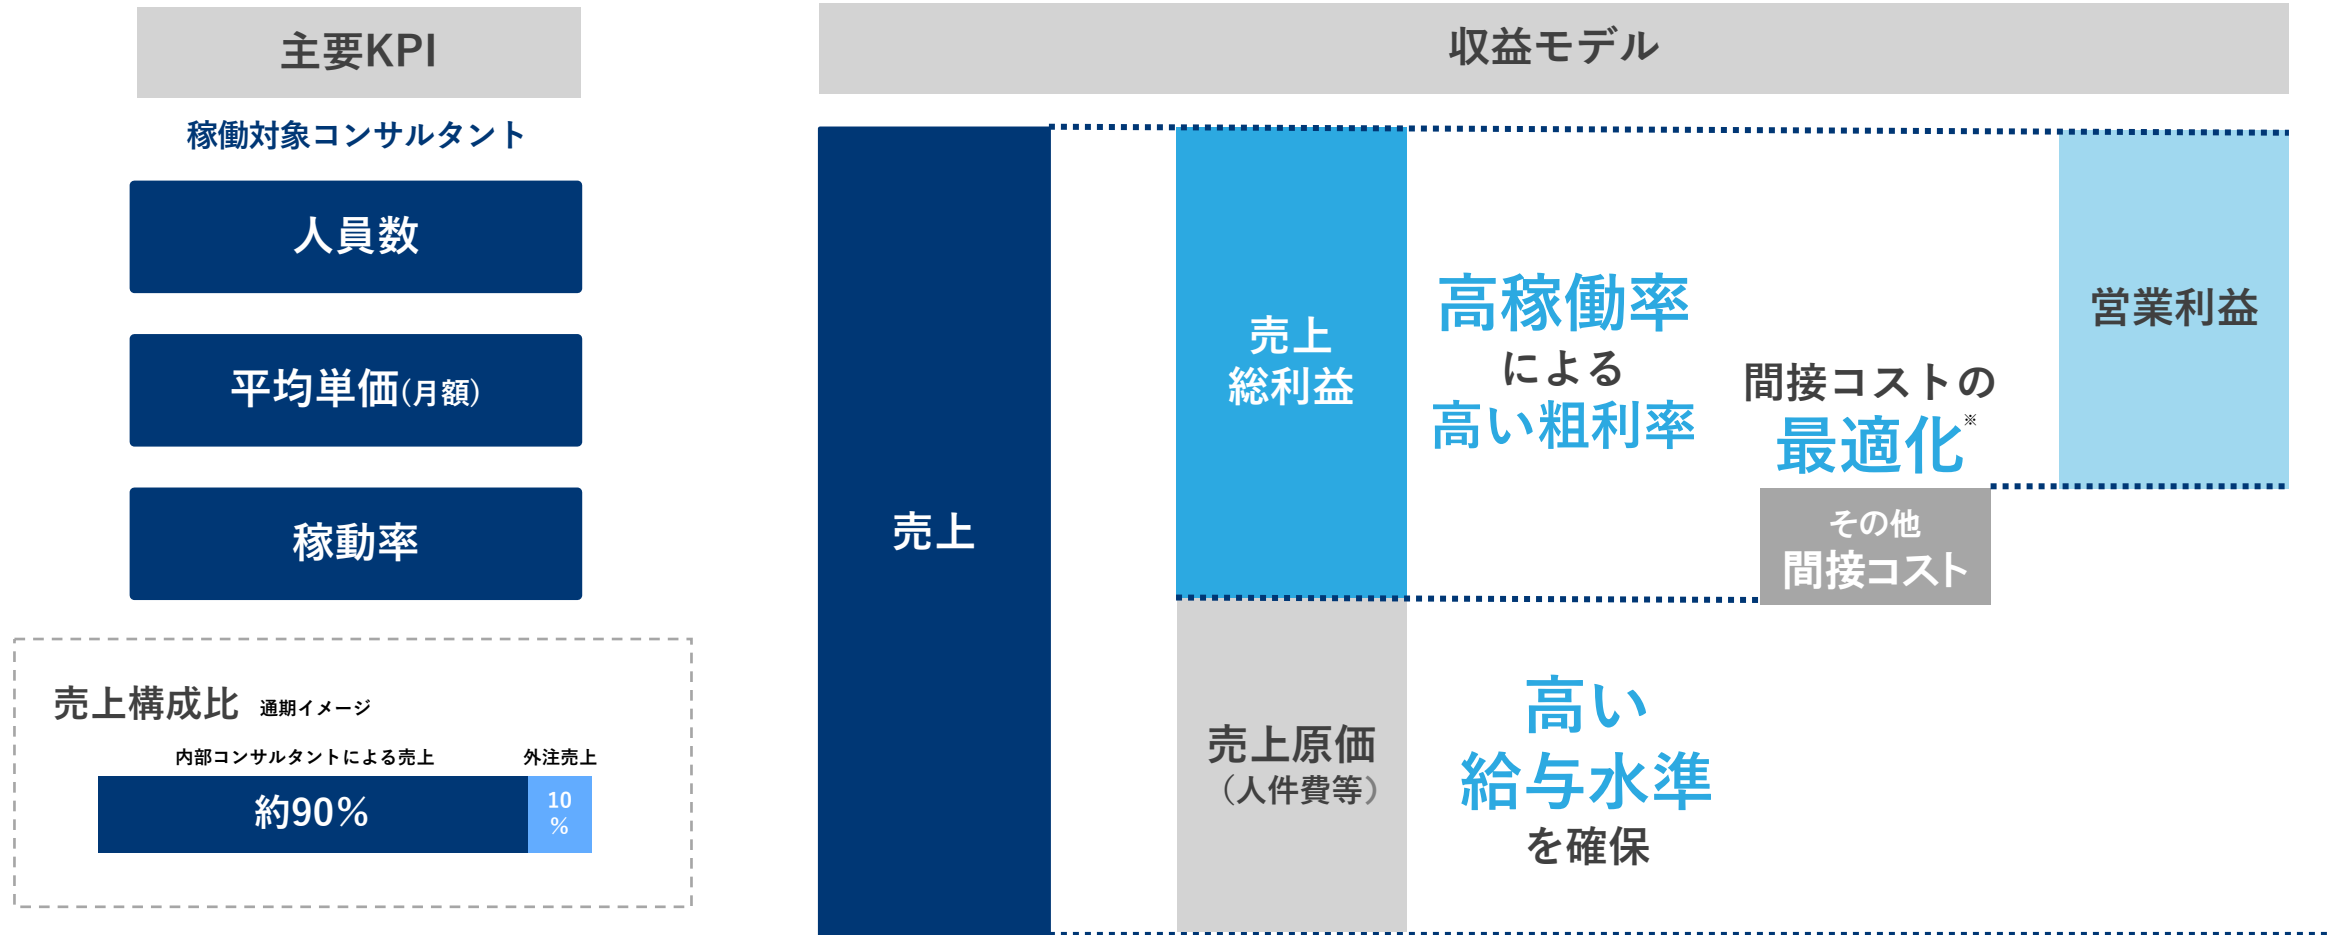 主要KPI
稼働対象コンサルタント
人員数
平均単価(月額)
稼動率
売上構成比 通期イメージ
内部コンサルタントによる売上 外注売上
約90%
10
%
収益モデル
売上
売上
総利益
売上原価
（人件費等）
高稼働率
による
高い粗利率
高い
給与水準
を確保
間接コストの
最適化※
その他
間接コスト
営業利益